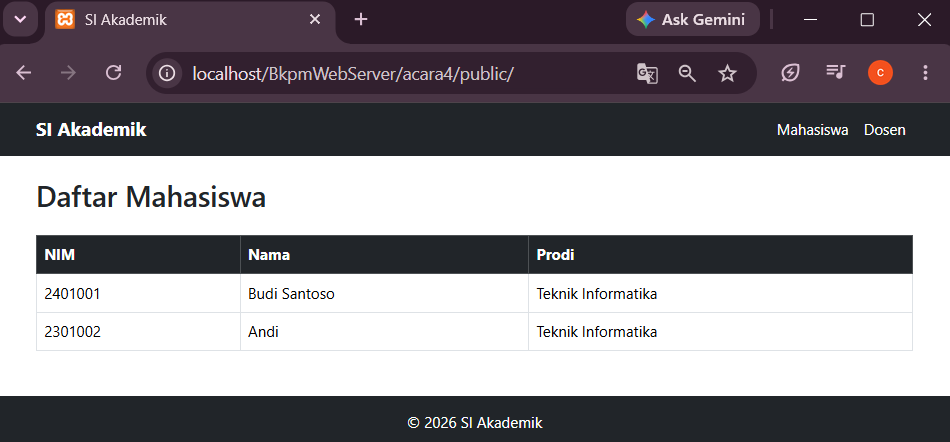 SI Akademik
Ask Gemini
localhost/BkpmWebServer/acara4/public/
C
SI Akademik Mahasiswa Dosen
Daftar Mahasiswa
NIM Nama Prodi
2401001 Budi Santoso Teknik Informatika
2301002 Andi Teknik Informatika
© 2026 SI Akademik